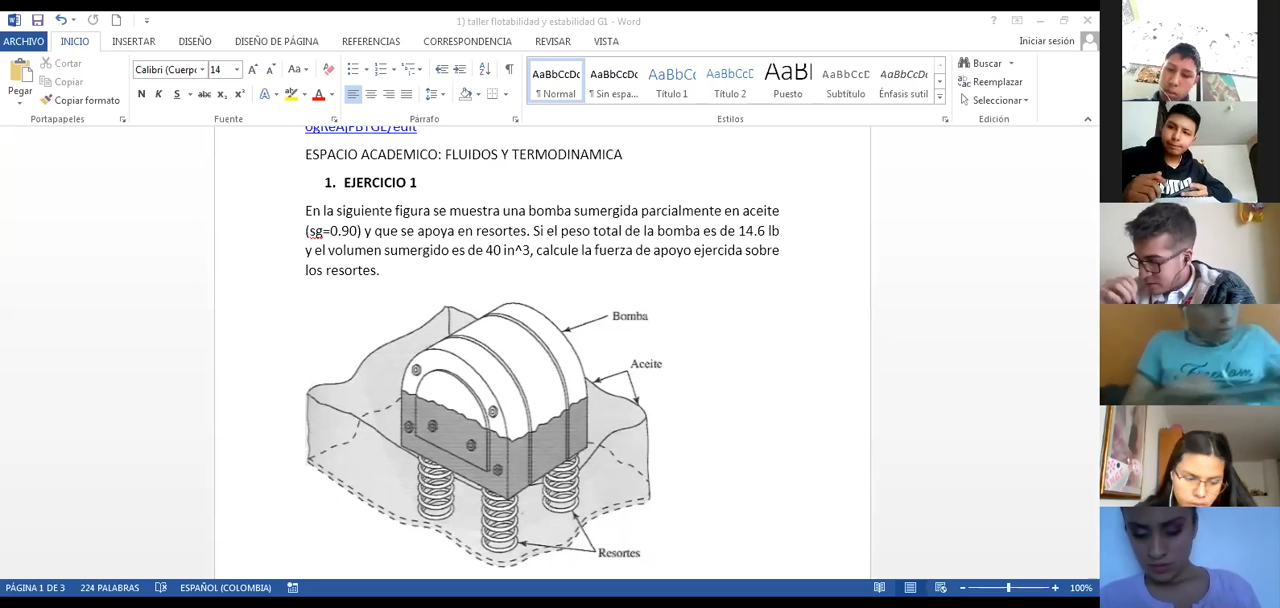 1) taller flotabilidad y estabilidad G1 - Word
ARCHIVO INICIO INSERTAR DISEÑO DISEÑO DE PÁGINA REFERENCIAS CORRESPONDENCIA REVISAR VISTA Iniciar sesión
Pegar
Cortar
Copiar
Copiar formato
Portapapeles
Calibri (Cuerpo 14
N K S abc x₂ x²
Fuente
Párrafo
AaBbCcDc AaBbCcDc AaBbCc AaBbCcD AaBl AaBbCcD AaBbCcDc
¶ Normal ¶ Sin espa... Título 1 Título 2 Puesto Subtítulo Énfasis sutil
Estilos
Buscar
Reemplazar
Seleccionar
Edición
ESPACIO ACADEMICO: FLUIDOS Y TERMODINAMICA
1. EJERCICIO 1
En la siguiente figura se muestra una bomba sumergida parcialmente en aceite
(sg=0.90) y que se apoya en resortes. Si el peso total de la bomba es de 14.6 lb
y el volumen sumergido es de 40 in^3, calcule la fuerza de apoyo ejercida sobre
los resortes.
Bomba
Aceite
Resortes
PÁGINA 1 DE 3 224 PALABRAS ESPAÑOL (COLOMBIA) 100%